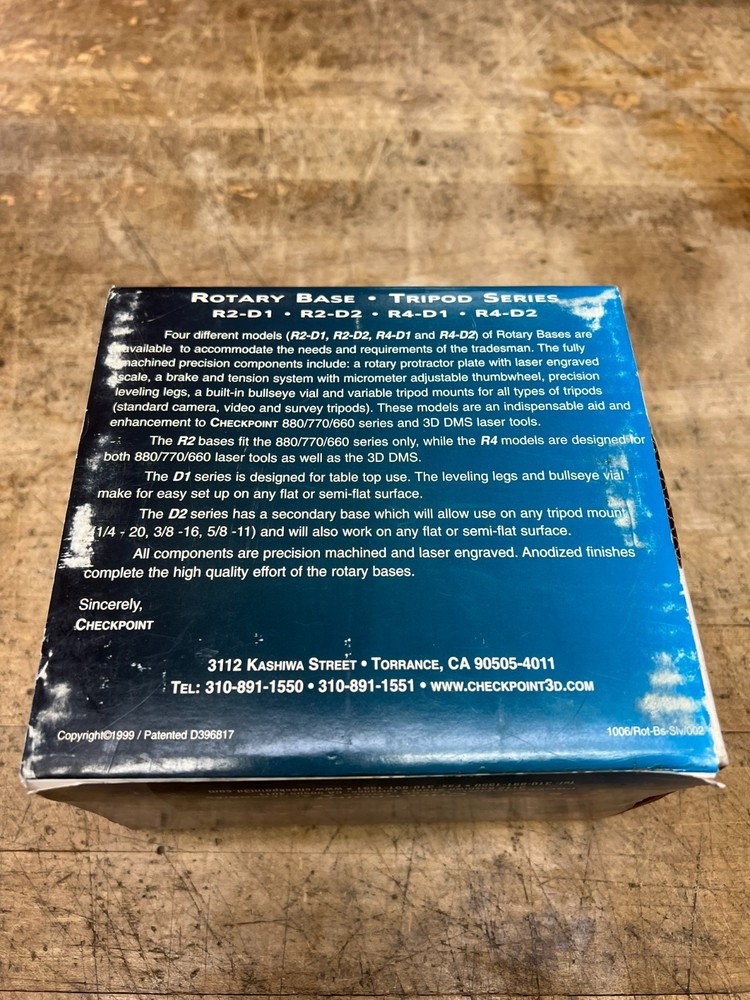 ROTARY BASE • TRIPOD SERIES
R2-D1 • R2-D2 • R4-D1 • R4-D2
Four different models (R2-D1, R2-D2, R4-D1 and R4-D2) of Rotary Bases are
available to accommodate the needs and requirements of the tradesman. The fully
machined precision components include: a rotary protractor plate with laser engraved
scale, a brake and tension system with micrometer adjustable thumbwheel, precision
leveling legs, a built-in bullseye vial and variable tripod mounts for all types of tripods
(standard camera, video and survey tripods). These models are an indispensable aid and
enhancement to CHECKPOINT 880/770/660 series and 3D DMS laser tools.
The R2 bases fit the 880/770/660 series only, while the R4 models are designed for
both 880/770/660 laser tools as well as the 3D DMS.
The D1 series is designed for table top use. The leveling legs and bullseye vial
make for easy set up on any flat or semi-flat surface.
The D2 series has a secondary base which will allow use on any tripod mount
(1/4 - 20, 3/8 -16, 5/8 -11) and will also work on any flat or semi-flat surface.
All components are precision machined and laser engraved. Anodized finishes
complete the high quality effort of the rotary bases.
Sincerely,
CHECKPOINT
3112 KASHIWA STREET • TORRANCE, CA 90505-4011
TEL: 310-891-1550 • 310-891-1551 • WWW.CHECKPOINT3D.COM
Copyright©1999 / Patented D396817
1006/Rot-Bs-Slv/002